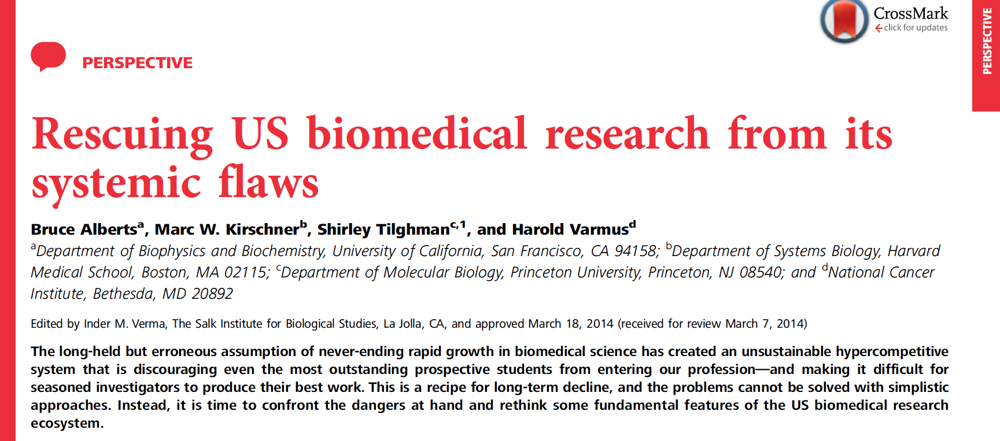 CrossMark
click for updates
PERSPECTIVE
PERSPECTIVE
Rescuing US biomedical research from its
systemic flaws
Bruce Albertsᵃ, Marc W. Kirschnerᵇ, Shirley Tilghmanᶜ,¹, and Harold Varmusᵈ
ᵃDepartment of Biophysics and Biochemistry, University of California, San Francisco, CA 94158; ᵇDepartment of Systems Biology, Harvard
Medical School, Boston, MA 02115; ᶜDepartment of Molecular Biology, Princeton University, Princeton, NJ 08540; and ᵈNational Cancer
Institute, Bethesda, MD 20892
Edited by Inder M. Verma, The Salk Institute for Biological Studies, La Jolla, CA, and approved March 18, 2014 (received for review March 7, 2014)
The long-held but erroneous assumption of never-ending rapid growth in biomedical science has created an unsustainable hypercompetitive
system that is discouraging even the most outstanding prospective students from entering our profession—and making it difficult for
seasoned investigators to produce their best work. This is a recipe for long-term decline, and the problems cannot be solved with simplistic
approaches. Instead, it is time to confront the dangers at hand and rethink some fundamental features of the US biomedical research
ecosystem.